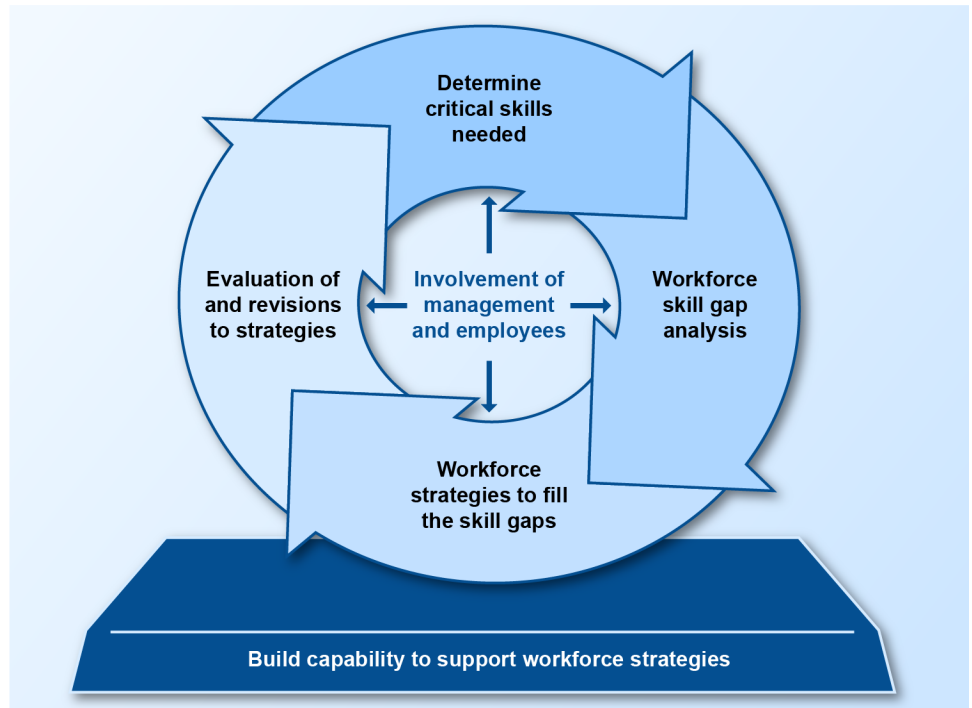 Determine
critical skills
needed
Workforce
skill gap
analysis
Workforce
strategies to fill
the skill gaps
Evaluation of
and revisions
to strategies
Involvement of
management
and employees
Build capability to support workforce strategies